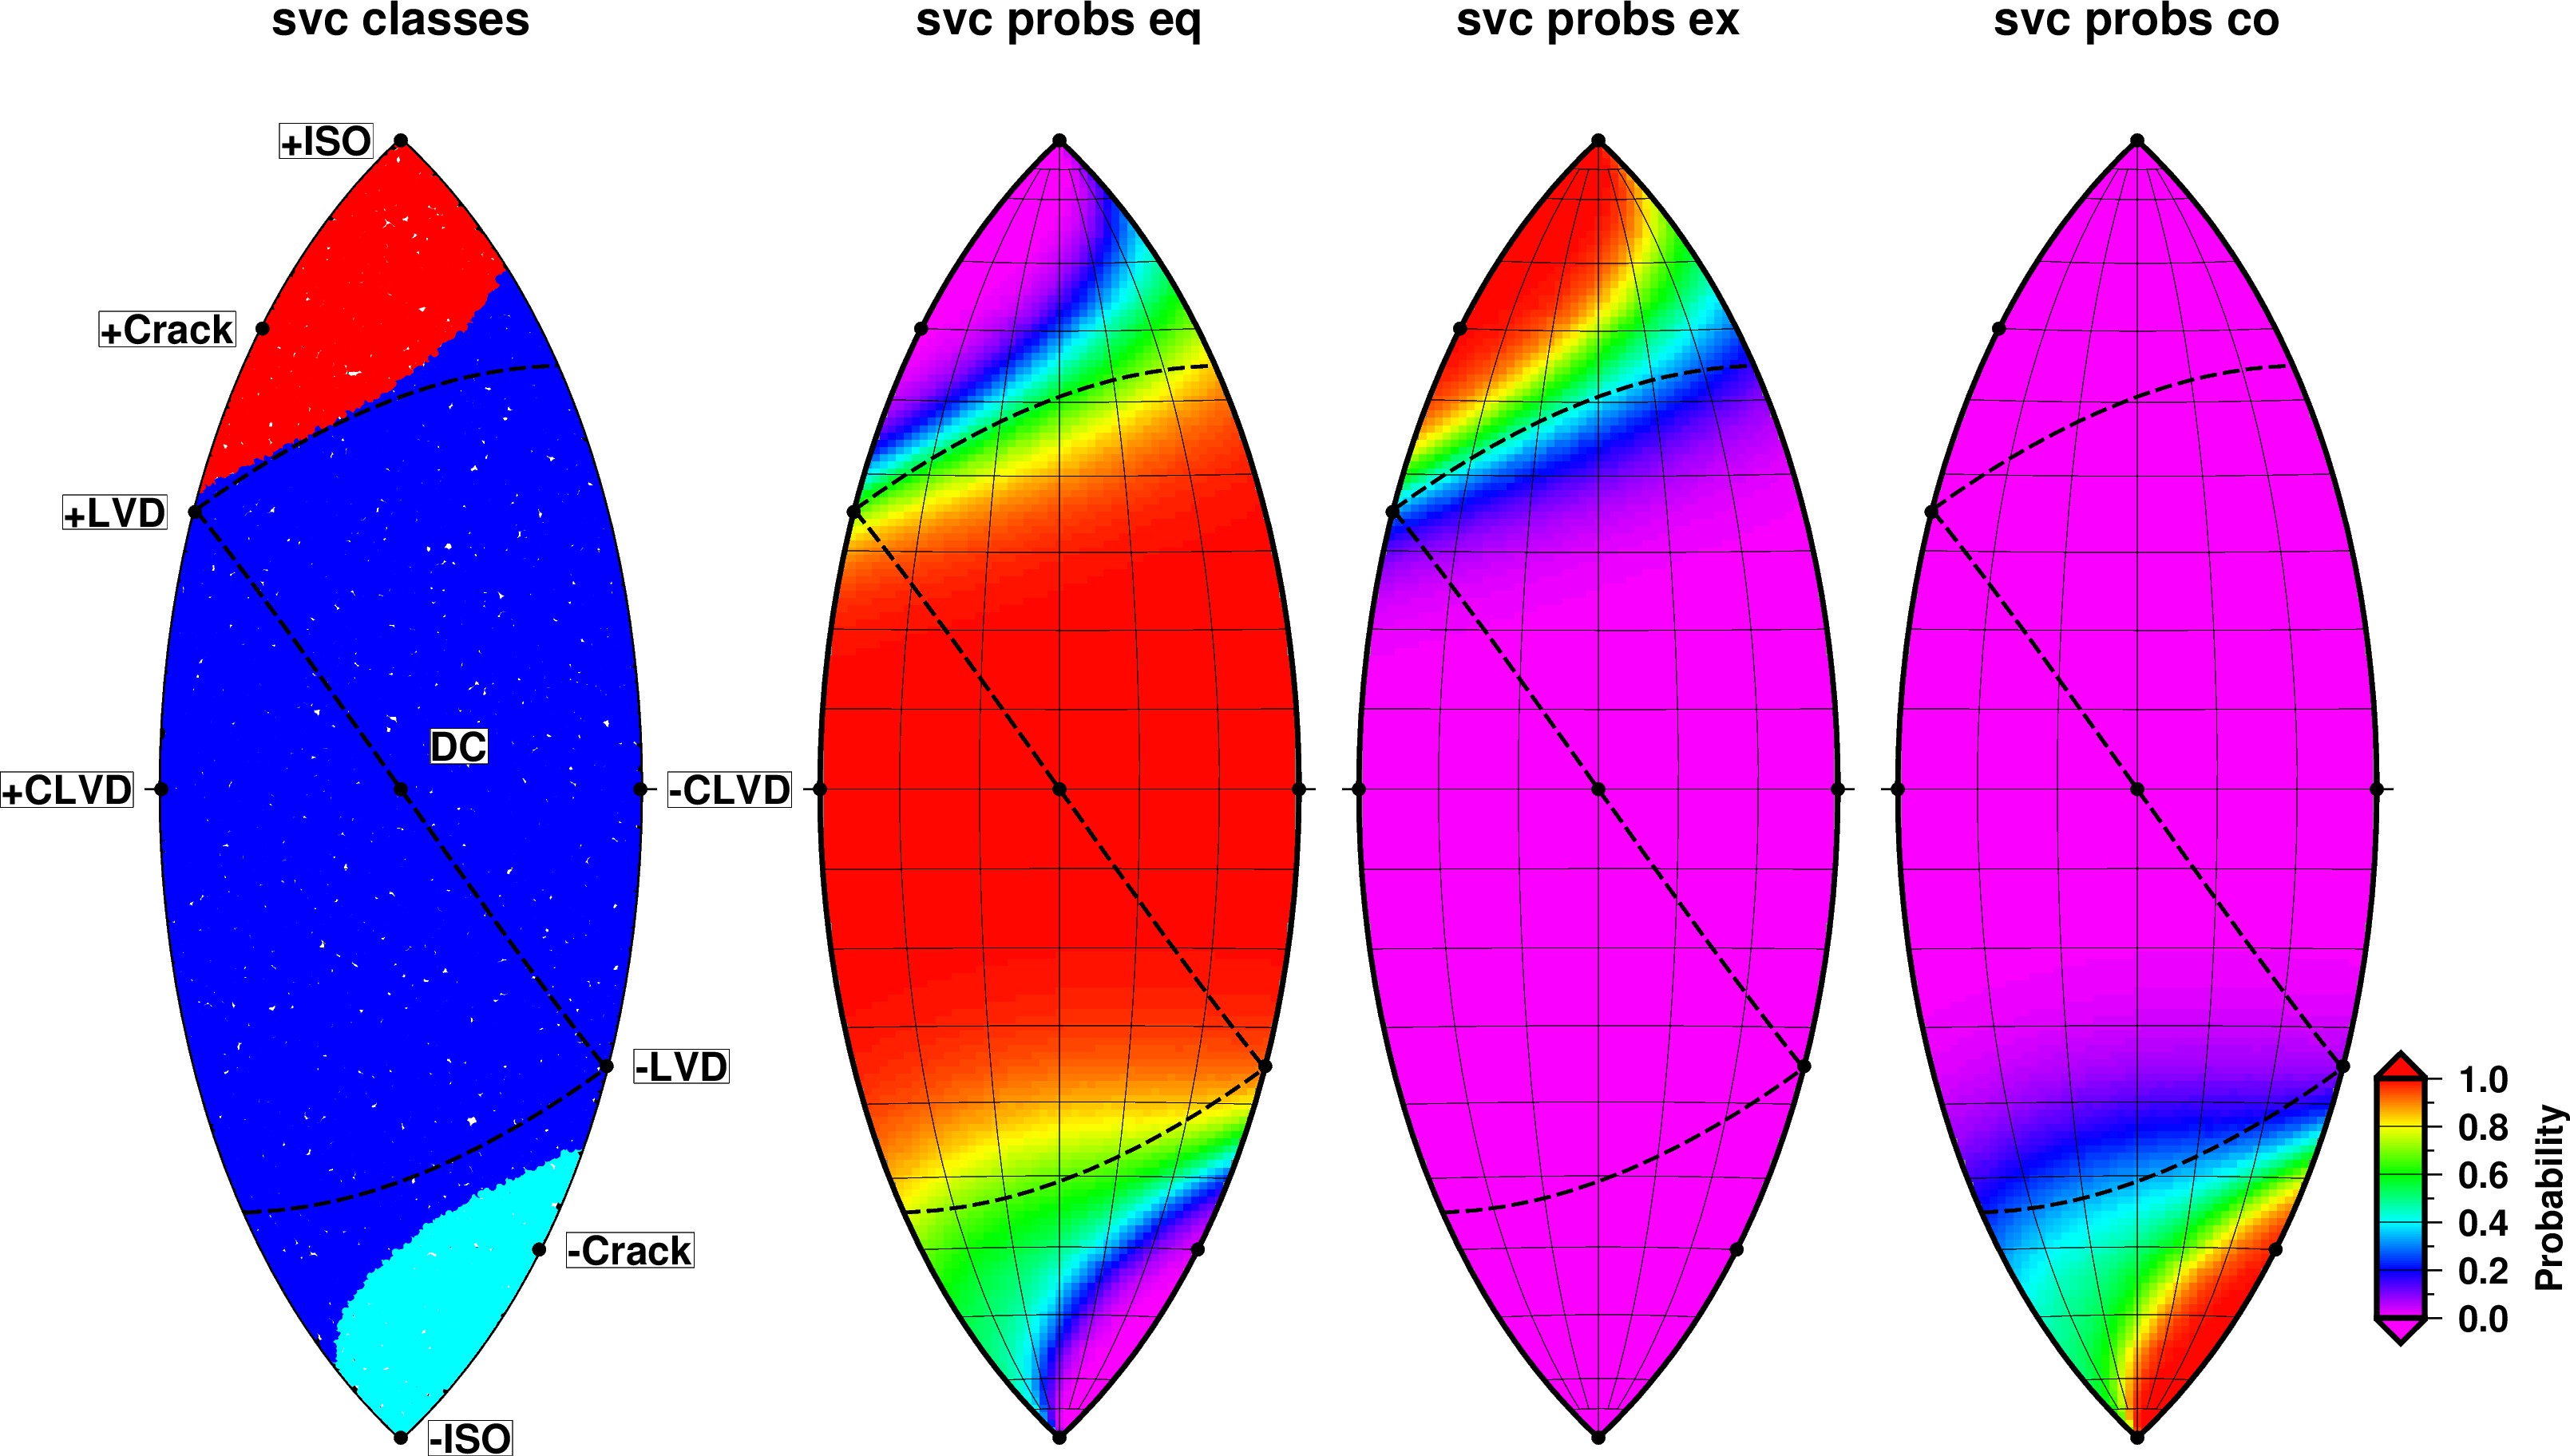 svc classes
svc probs eq
svc probs ex
svc probs co
+ISO
+Crack
+LVD
DC
+CLVD
-CLVD
-LVD
-Crack
-ISO
1.0
0.8
0.6
0.4
0.2
0.0
Probability